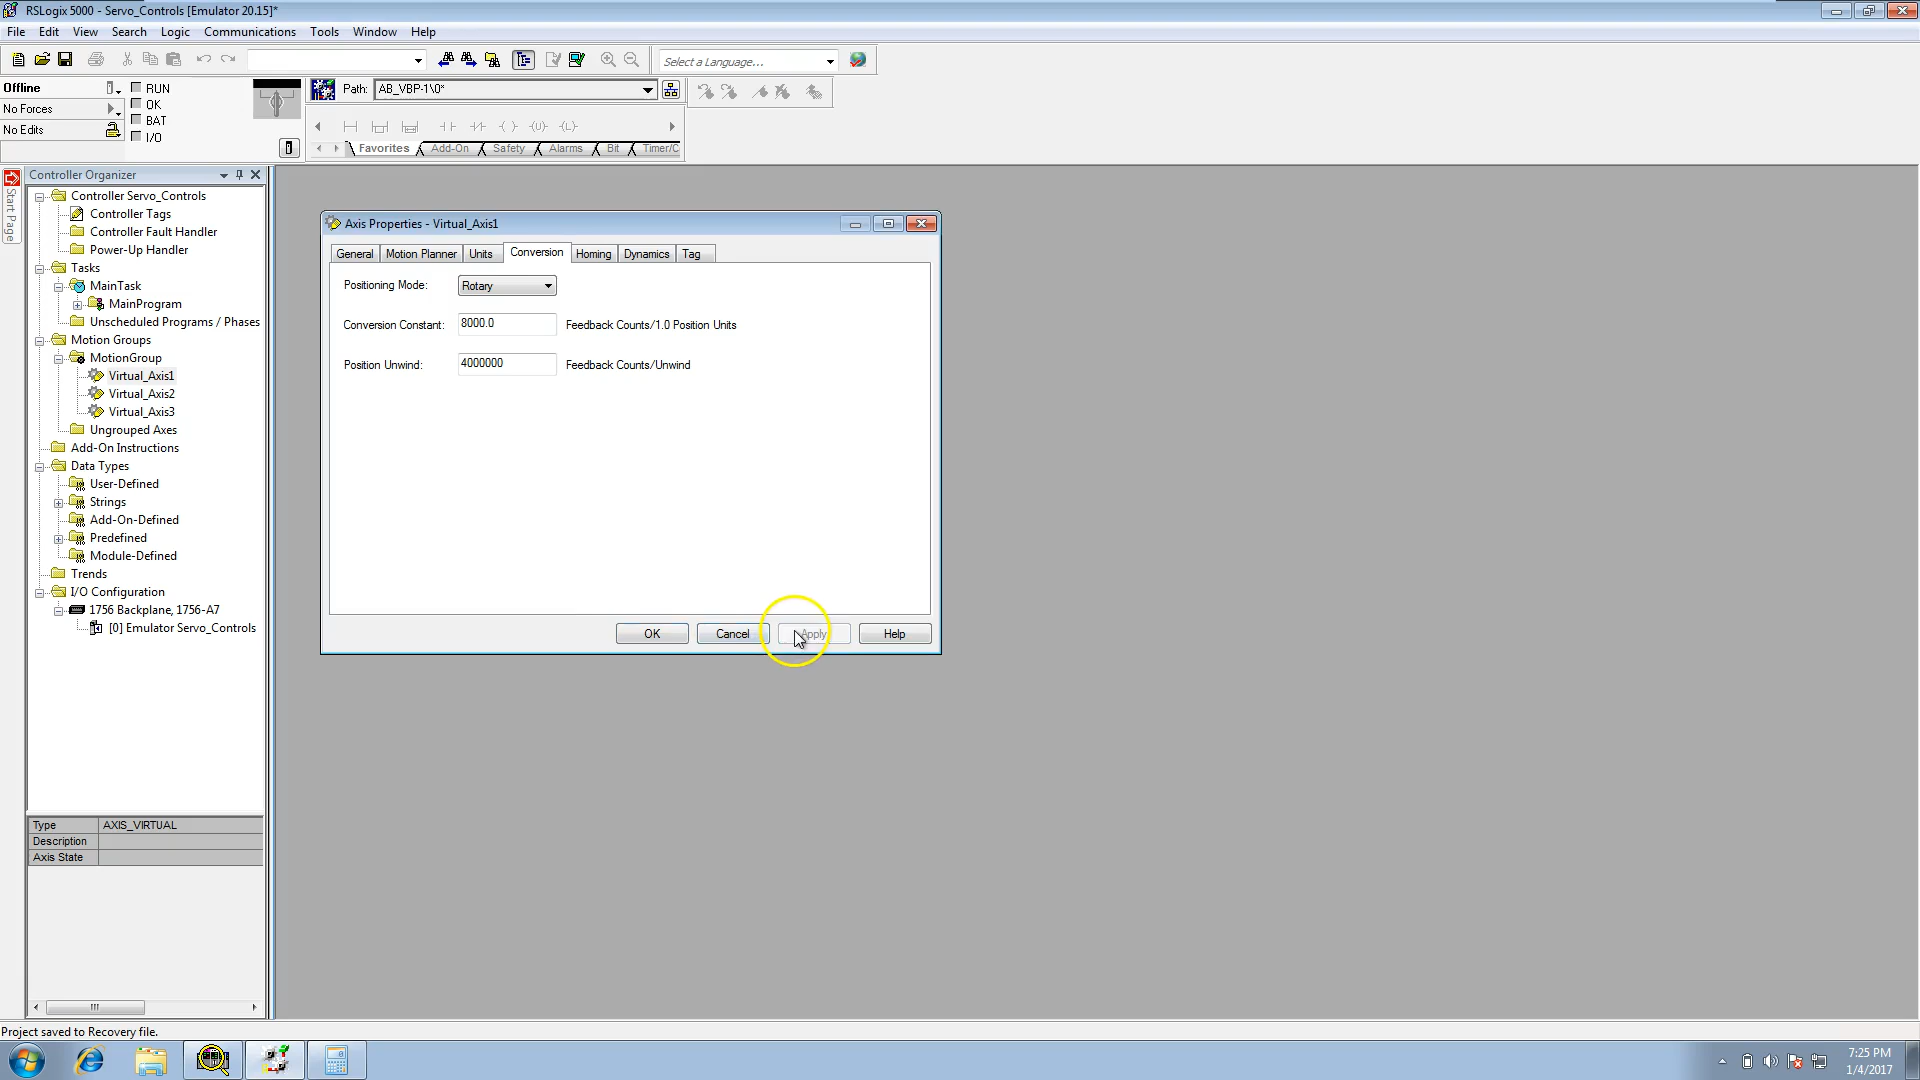 RSLogix 5000 - Servo_Controls [Emulator 20.15]*
File Edit View Search Logic Communications Tools Window Help
Select a Language...
Offline RUN
No Forces OK
No Edits BAT
I/O
Path: AB_VBP-1\0*
Favorites Add-On Safety Alarms Bit Timer/C
Start Page
Controller Organizer
Controller Servo_Controls
Controller Tags
Controller Fault Handler
Power-Up Handler
Tasks
MainTask
MainProgram
Unscheduled Programs / Phases
Motion Groups
MotionGroup
Virtual_Axis1
Virtual_Axis2
Virtual_Axis3
Ungrouped Axes
Add-On Instructions
Data Types
User-Defined
Strings
Add-On-Defined
Predefined
Module-Defined
Trends
I/O Configuration
1756 Backplane, 1756-A7
[0] Emulator Servo_Controls
Type AXIS_VIRTUAL
Description
Axis State
Axis Properties - Virtual_Axis1
General Motion Planner Units Conversion Homing Dynamics Tag
Positioning Mode: Rotary
Conversion Constant: 8000.0 Feedback Counts/1.0 Position Units
Position Unwind: 4000000 Feedback Counts/Unwind
OK Cancel Apply Help
Project saved to Recovery file.
7:25 PM
1/4/2017